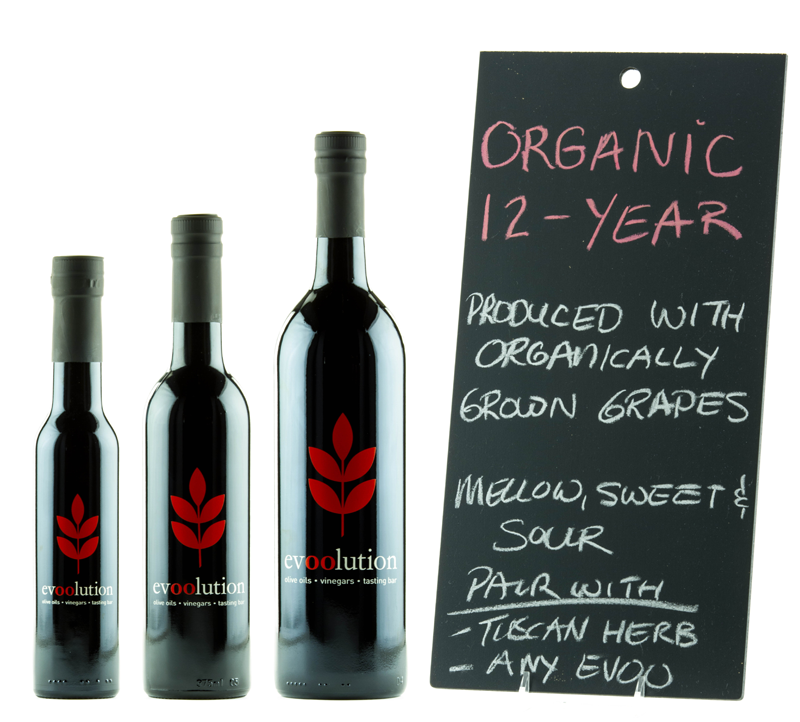 evoolution
olive oils • vinegars • tasting bar
evoolution
olive oils • vinegars • tasting bar
evoolution
olive oils • vinegars • tasting bar
ORGANIC
12-YEAR
PRODUCED WITH
ORGANICALLY
GROWN GRAPES
MELLOW, SWEET &
SOUR
PAIR WITH
- TUSCAN HERB
- ANY EVOO